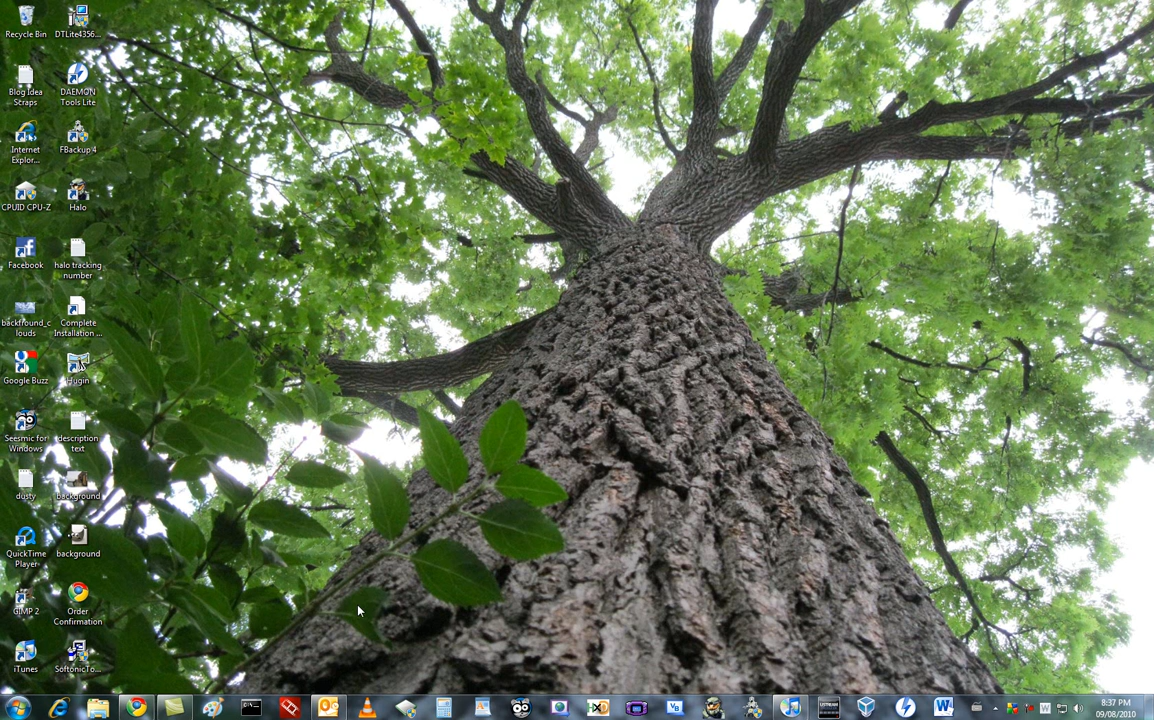 Recycle Bin
DTLite4356...
Blog Idea
Straps
DAEMON
Tools Lite
Internet
Explor...
FBackup 4
CPUID CPU-Z
Halo
Facebook
halo tracking
number
backfround_c
louds
Complete
Installation ...
Google Buzz
Hugin
Seesmic for
Windows
description
text
dusty
background
QuickTime
Player
background
GIMP 2
Order
Confirmation
iTunes
SoftonicTo...
8:37 PM
09/08/2010